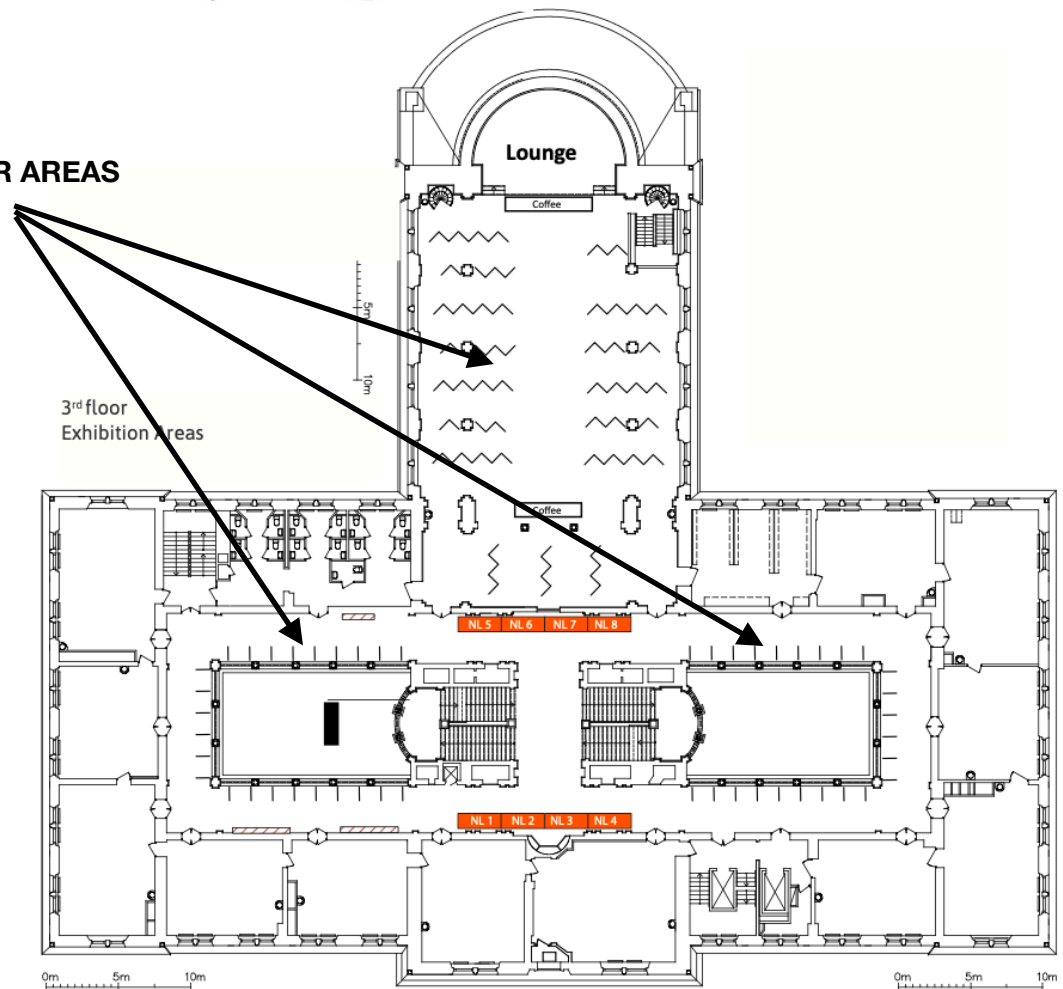 Lounge
R AREAS
Coffee
5m
10m
3rd floor
Exhibition Areas
Coffee
NL 5 NL 6 NL 7 NL 8
NL 1 NL 2 NL 3 NL 4
0m 5m 10m
0m 5m 10m